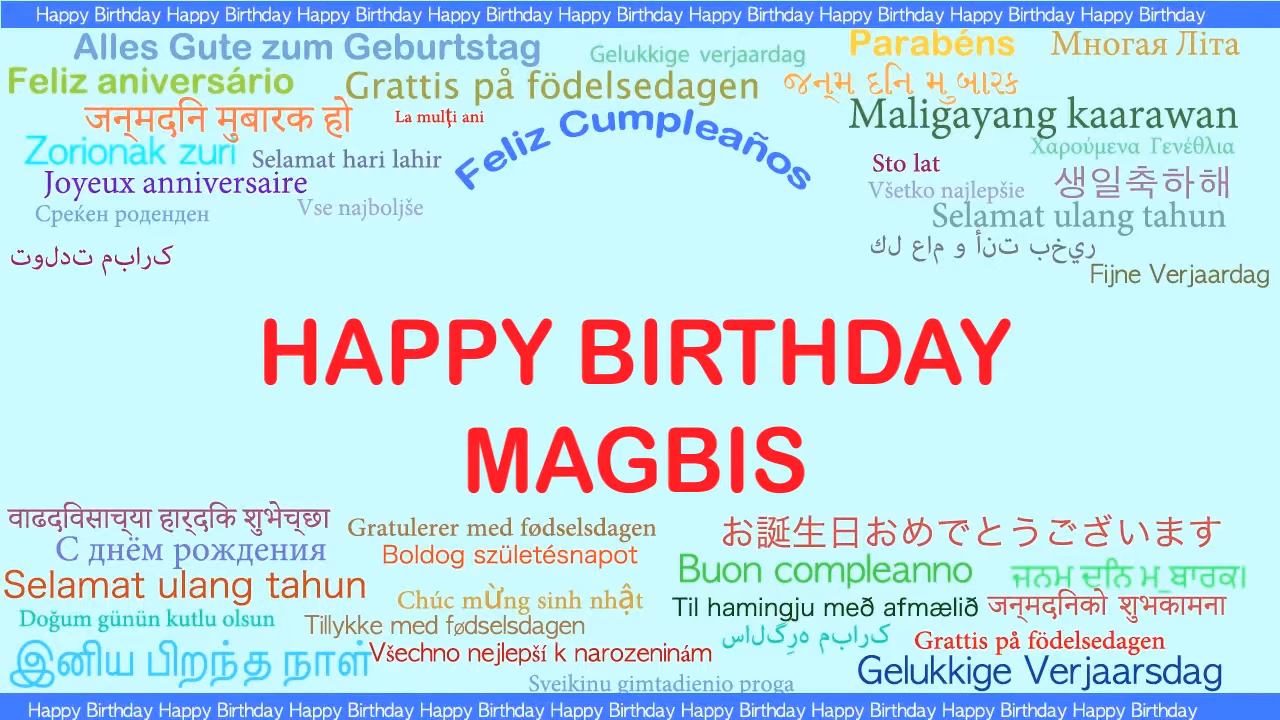 Happy Birthday Happy Birthday Happy Birthday Happy Birthday Happy Birthday Happy Birthday Happy Birthday Happy Birthday Happy Birthday
Alles Gute zum Geburtstag
Gelukkige verjaardag
Parabéns
Многая Літа
Feliz aniversário
Grattis på födelsedagen
જન્મ દિન મુબારક
जन्मदिन मुबारक हो
La mulţi ani
Feliz Cumpleaños
Maligayang kaarawan
Zorionak zuri
Selamat hari lahir
Sto lat
Χαρούμενα Γενέθλια
Joyeux anniversaire
Všetko najlepšie
생일축하해
Среќен роденден
Vse najboljše
Selamat ulang tahun
تولدت مبارک
كل عام و أنت بخير
Fijne Verjaardag
HAPPY BIRTHDAY
MAGBIS
वाढदिवसाच्या हार्दिक शुभेच्छा
Gratulerer med fødselsdagen
お誕生日おめでとうございます
С днём рождения
Boldog születésnapot
Buon compleanno
ਜਨਮ ਦਿਨ ਮੁਬਾਰਕ।
Selamat ulang tahun
Chúc mừng sinh nhật
Til hamingju með afmælið
जन्मदिनको शुभकामना
Doğum günün kutlu olsun
Tillykke med fødselsdagen
سالگرہ مبارک
Grattis på födelsedagen
இனிய பிறந்த நாள்
Všechno nejlepší k narozeninám
Gelukkige Verjaarsdag
Sveikinu gimtadienio proga
Happy Birthday Happy Birthday Happy Birthday Happy Birthday Happy Birthday Happy Birthday Happy Birthday Happy Birthday Happy Birthday